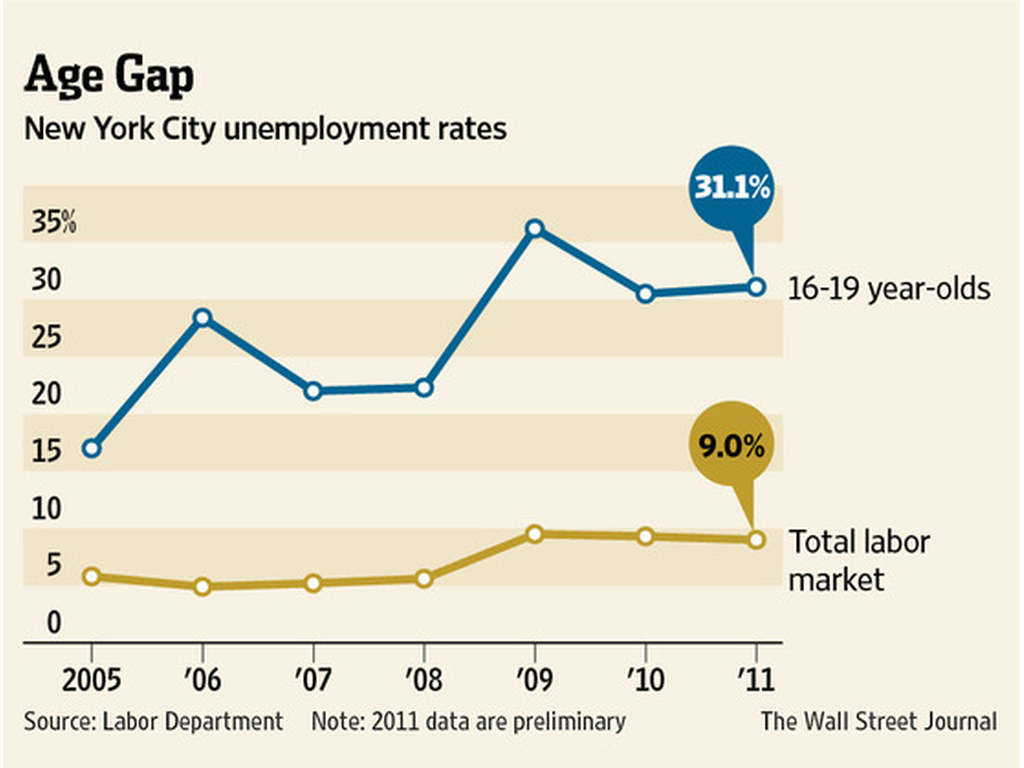 Age Gap
New York City unemployment rates
31.1%
35%
30
16-19 year-olds
25
20
15
9.0%
10
Total labor
market
5
0
2005 '06 '07 '08 '09 '10 '11
Source: Labor Department Note: 2011 data are preliminary The Wall Street Journal